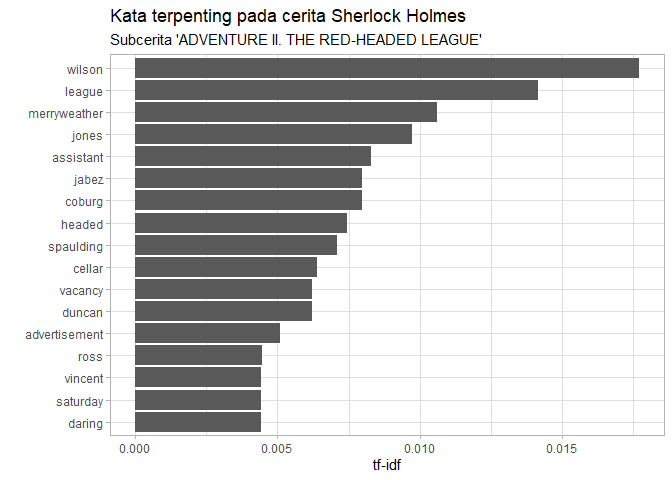 Kata terpenting pada cerita Sherlock Holmes
Subcerita 'ADVENTURE II. THE RED-HEADED LEAGUE'
wilson
league
merryweather
jones
assistant
jabez
coburg
headed
spaulding
cellar
vacancy
duncan
advertisement
ross
vincent
saturday
daring
0.000 0.005 0.010 0.015
tf-idf